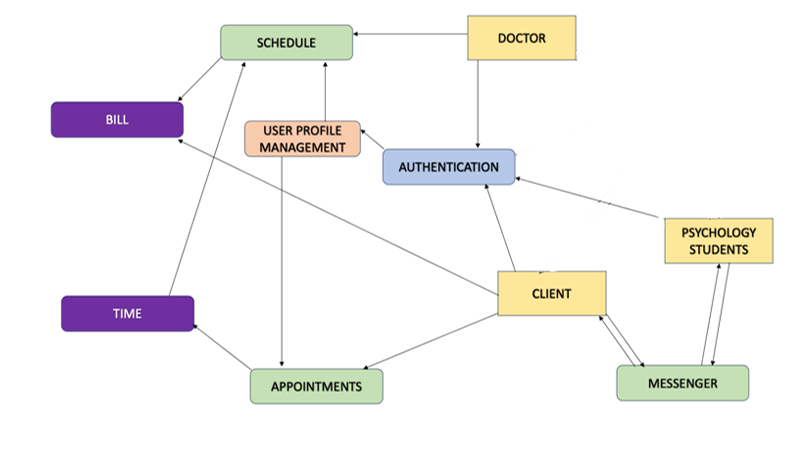 SCHEDULE
DOCTOR
BILL
USER PROFILE
MANAGEMENT
AUTHENTICATION
PSYCHOLOGY
STUDENTS
CLIENT
TIME
APPOINTMENTS
MESSENGER